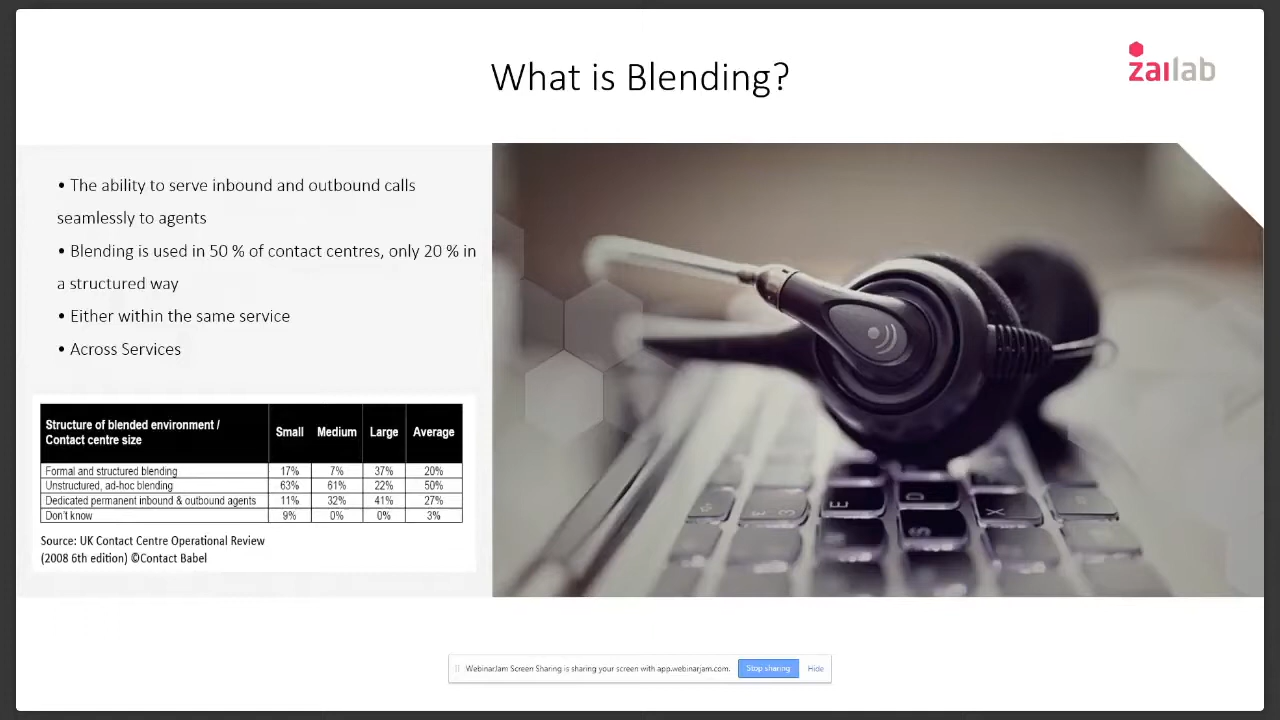 What is Blending?
zailab
• The ability to serve inbound and outbound calls
seamlessly to agents
• Blending is used in 50 % of contact centres, only 20 % in
a structured way
• Either within the same service
• Across Services
Structure of blended environment /
Contact centre size
Small Medium Large Average
Formal and structured blending 17% 7% 37% 20%
Unstructured, ad-hoc blending 63% 61% 22% 50%
Dedicated permanent inbound & outbound agents 11% 32% 41% 27%
Don't know 9% 0% 0% 3%
Source: UK Contact Centre Operational Review
(2008 6th edition) ©Contact Babel
E D
S X
WebinarJam Screen Sharing is sharing your screen with app.webinarjam.com. Stop sharing Hide